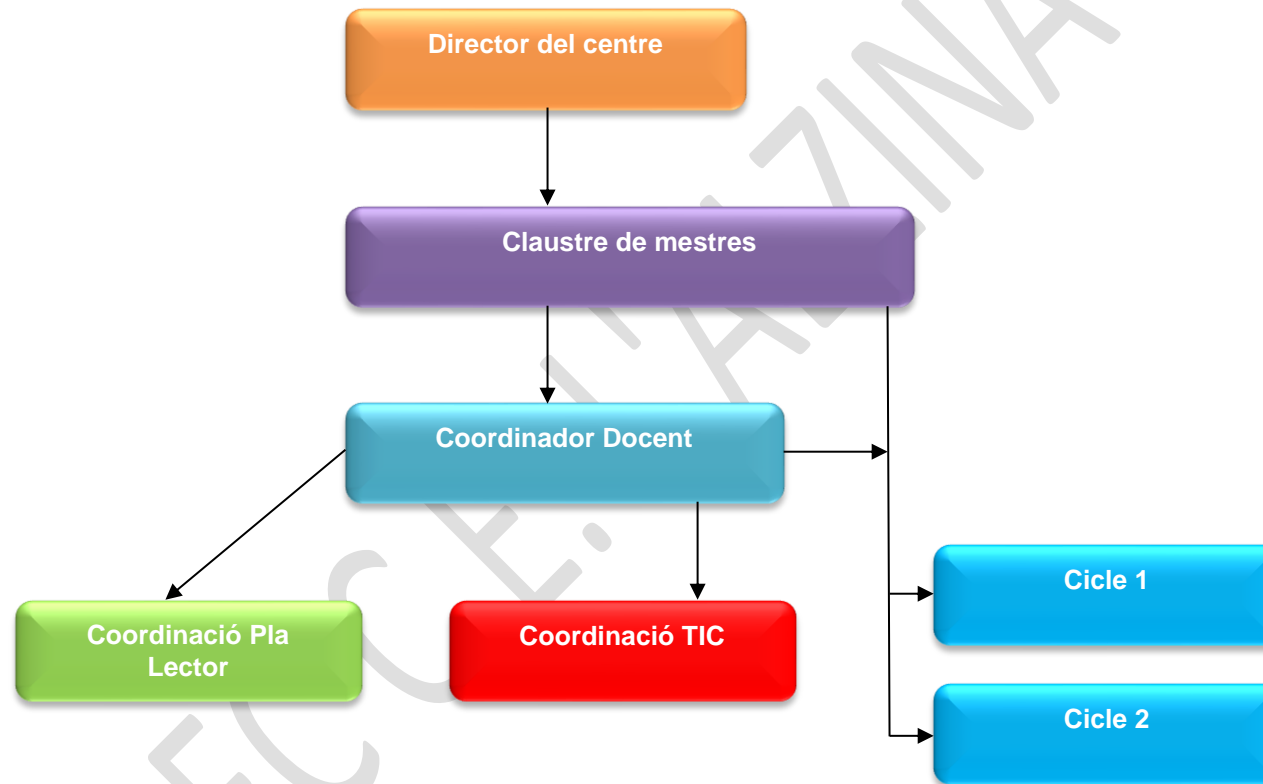 Director del centre
Claustre de mestres
Coordinador Docent
Coordinació Pla
Lector
Coordinació TIC
Cicle 1
Cicle 2